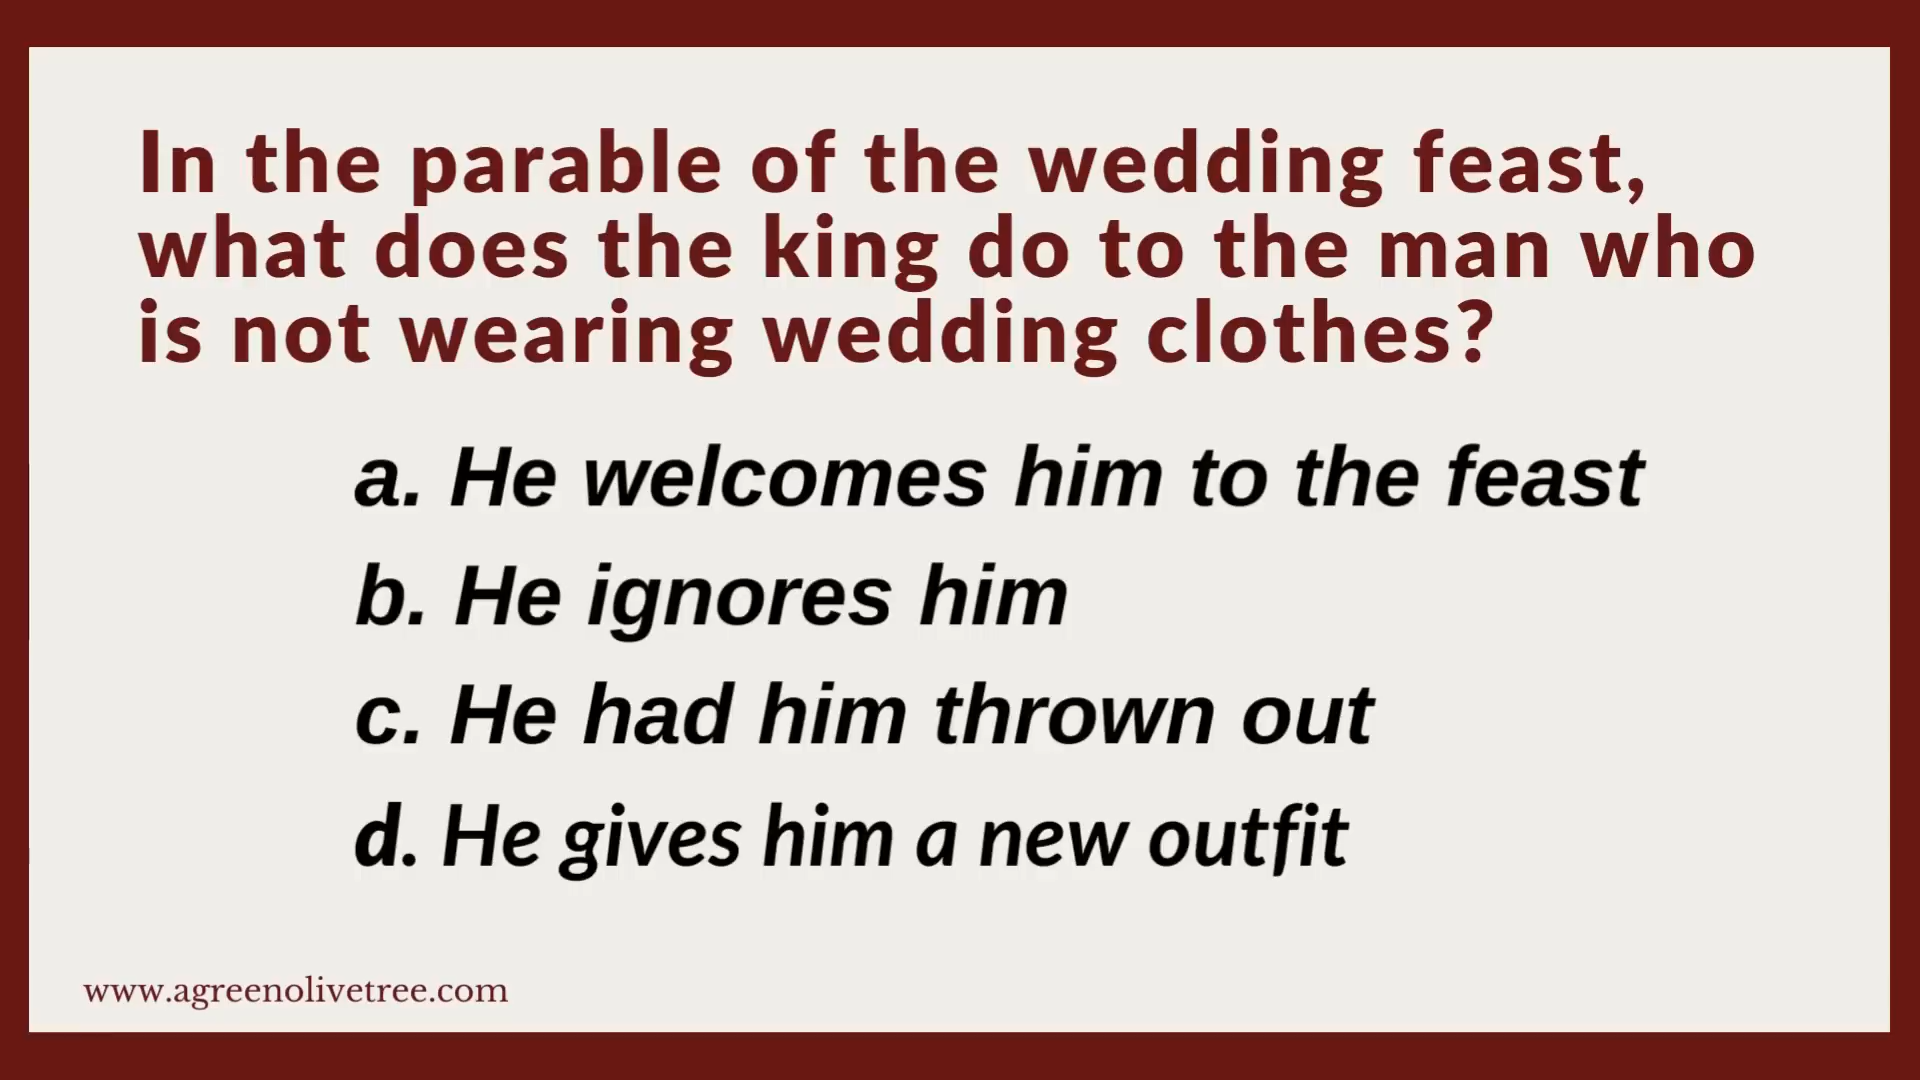 In the parable of the wedding feast,
what does the king do to the man who
is not wearing wedding clothes?
a. He welcomes him to the feast
b. He ignores him
c. He had him thrown out
d. He gives him a new outfit
www.agreenolivetree.com